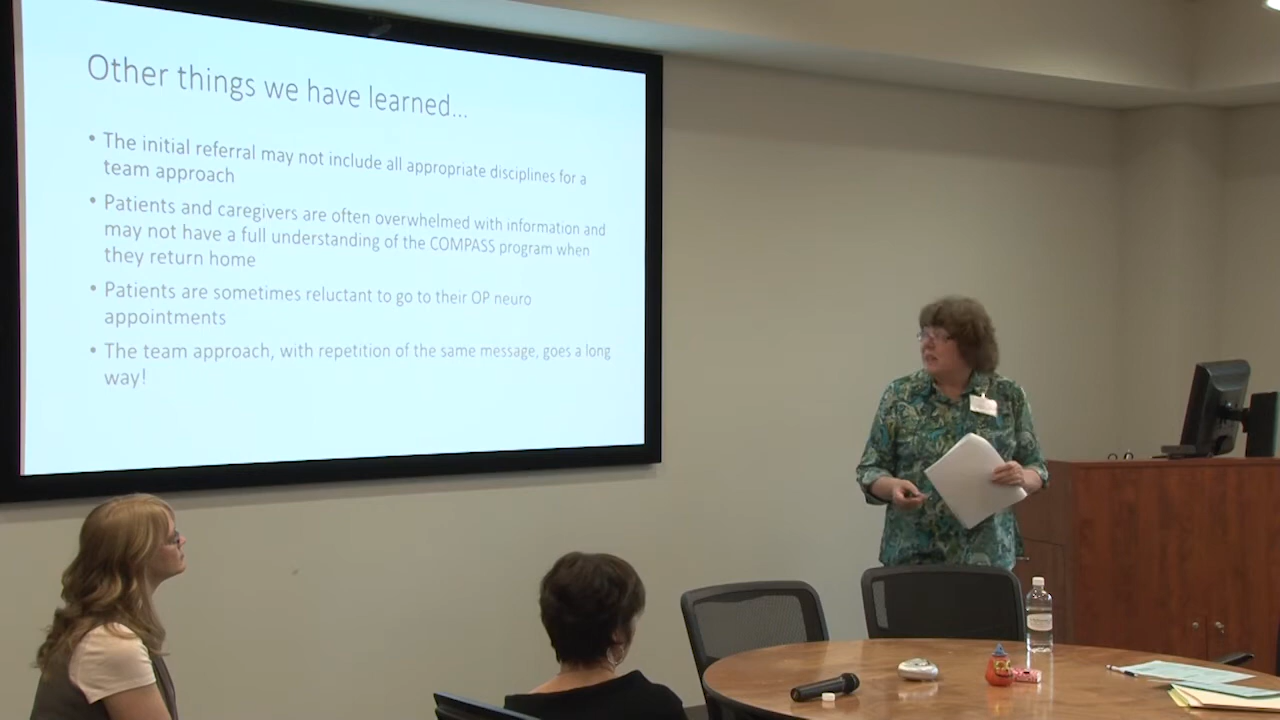 Other things we have learned...
• The initial referral may not include all appropriate disciplines for a
team approach
• Patients and caregivers are often overwhelmed with information and
may not have a full understanding of the COMPASS program when
they return home
• Patients are sometimes reluctant to go to their OP neuro
appointments
• The team approach, with repetition of the same message, goes a long
way!